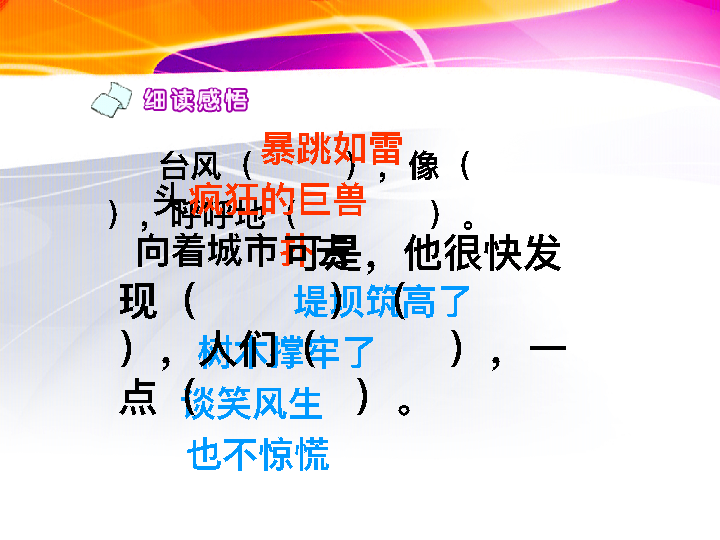 细读感悟
暴跳如雷
台风（ ），像（
头疯狂的巨兽
），呼呼地（ ）。
向着城市扑去
可是，他很快发
现（ ）（
堤坝筑高了
），人们（ ），一
树木撑牢了
点（ ）。
谈笑风生
也不惊慌